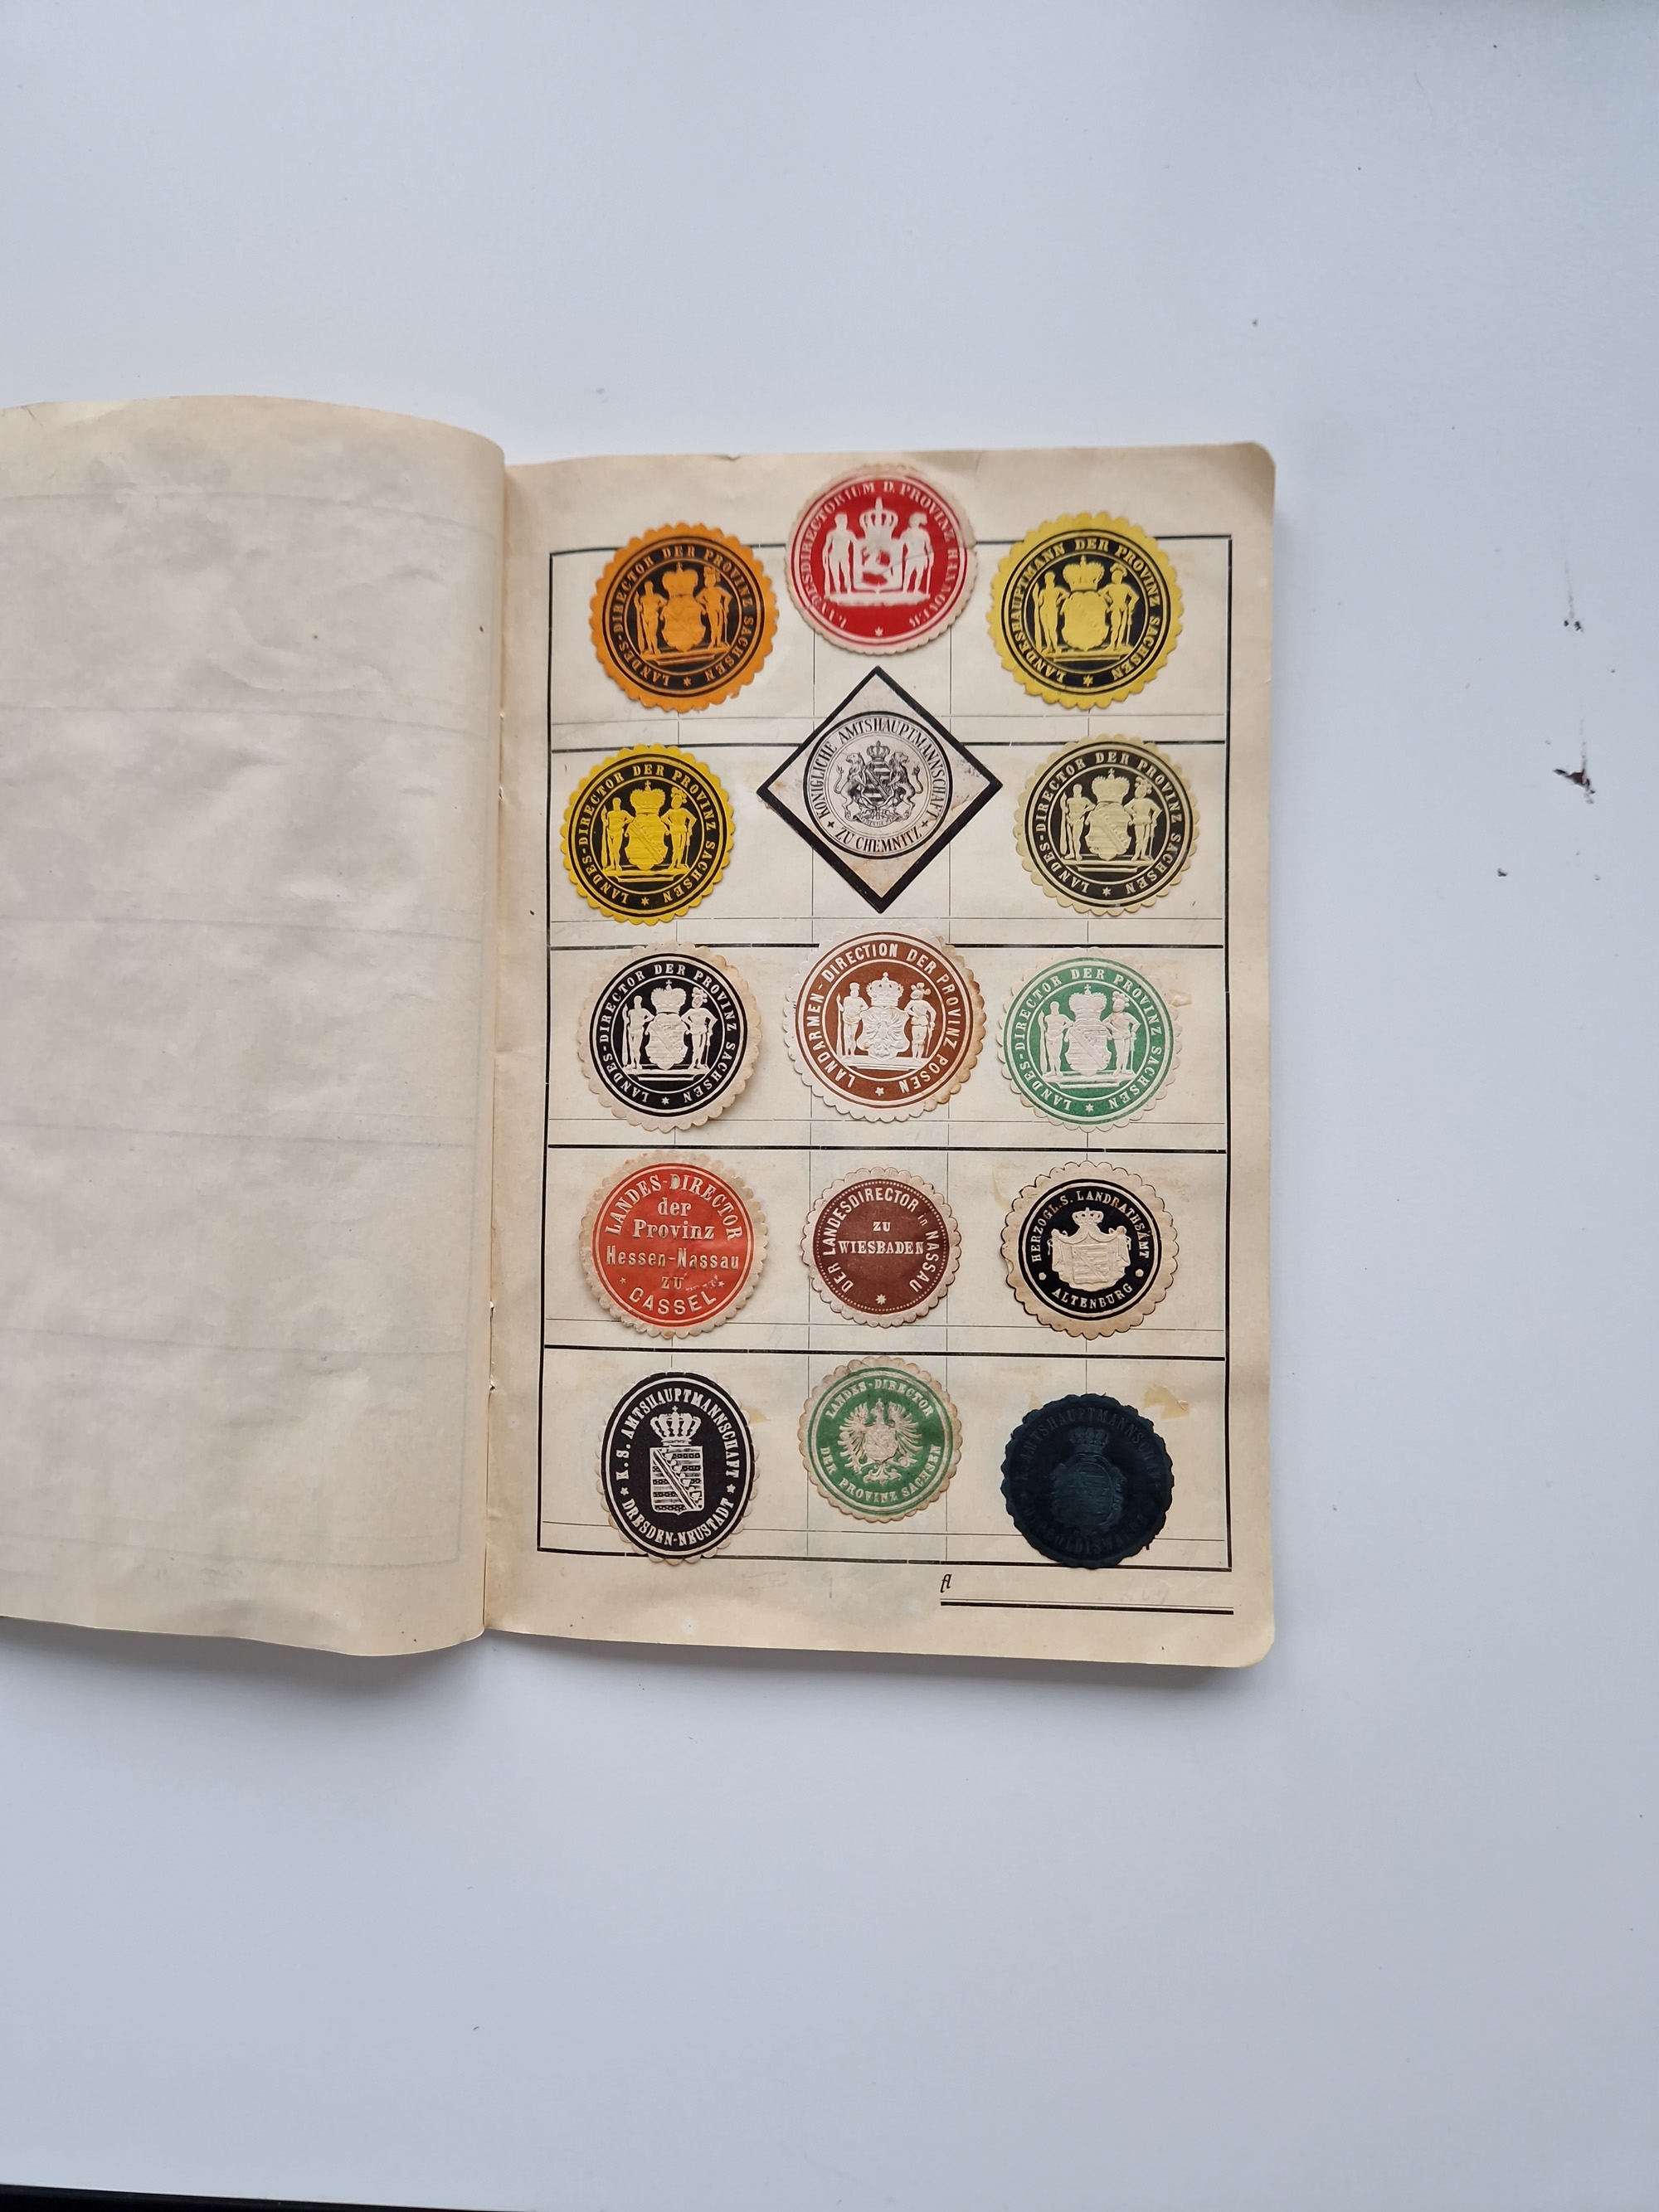 LANDES-DIRECTOR DER PROVINZ SACHSEN
LANDESDIRECTORIUM D. PROVINZ HANNOVER
LANDESHAUPTMANN DER PROVINZ SACHSEN
LANDES-DIRECTOR DER PROVINZ SACHSEN
KÖNIGLICHE AMTSHAUPTMANNSCHAFT
ZU CHEMNITZ
LANDES-DIRECTOR DER PROVINZ SACHSEN
LANDES-DIRECTOR DER PROVINZ SACHSEN
LANDARMEN-DIRECTION DER PROVINZ POSEN
LANDES-DIRECTOR DER PROVINZ SACHSEN
LANDES-DIRECTOR
der
Provinz
Hessen-Nassau
ZU
CASSEL
DER LANDESDIRECTOR in NASSAU
ZU
WIESBADEN
HERZOGL. S. LANDRATHSAMT
ALTENBURG
K. S. AMTSHAUPTMANNSCHAFT
DRESDEN-NEUSTADT
LANDES-DIRECTOR
DER PROVINZ SACHSEN
K. AMTSHAUPTMANNSCHAFT
fl